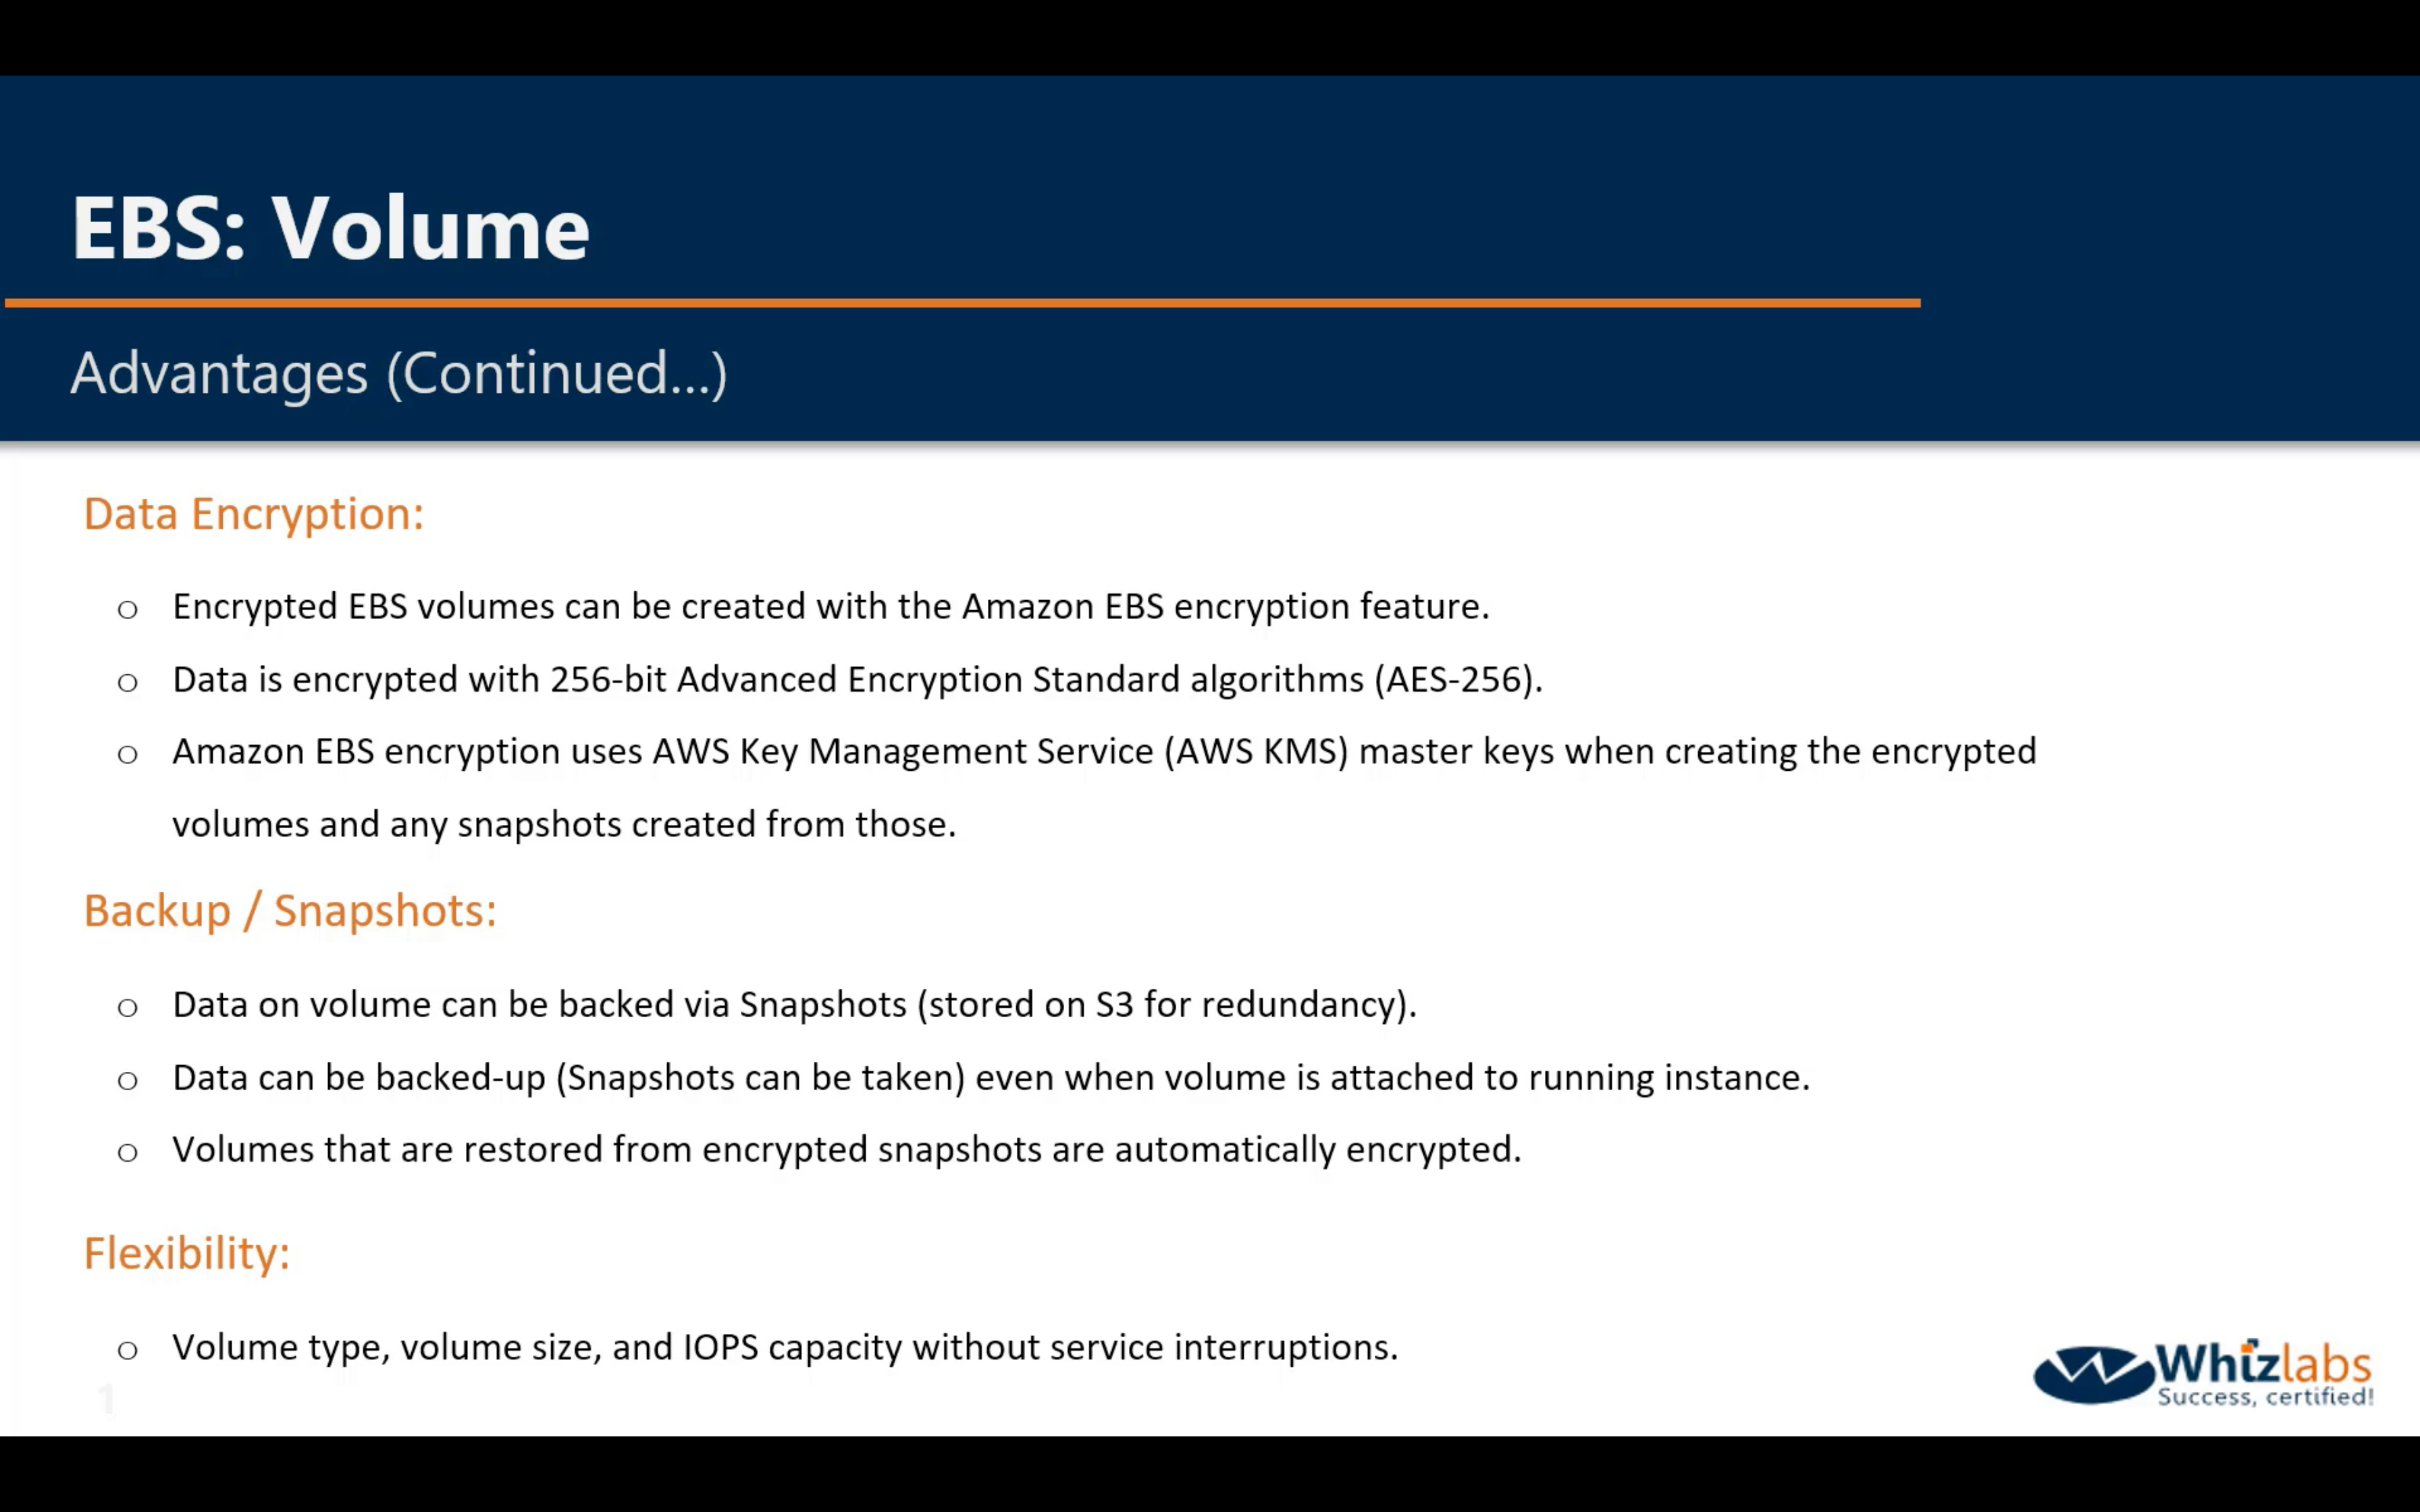 EBS: Volume
Advantages (Continued...)
Data Encryption:
o Encrypted EBS volumes can be created with the Amazon EBS encryption feature.
o Data is encrypted with 256-bit Advanced Encryption Standard algorithms (AES-256).
o Amazon EBS encryption uses AWS Key Management Service (AWS KMS) master keys when creating the encrypted
volumes and any snapshots created from those.
Backup / Snapshots:
o Data on volume can be backed via Snapshots (stored on S3 for redundancy).
o Data can be backed-up (Snapshots can be taken) even when volume is attached to running instance.
o Volumes that are restored from encrypted snapshots are automatically encrypted.
Flexibility:
o Volume type, volume size, and IOPS capacity without service interruptions.
1
Whizlabs
Success, certified!